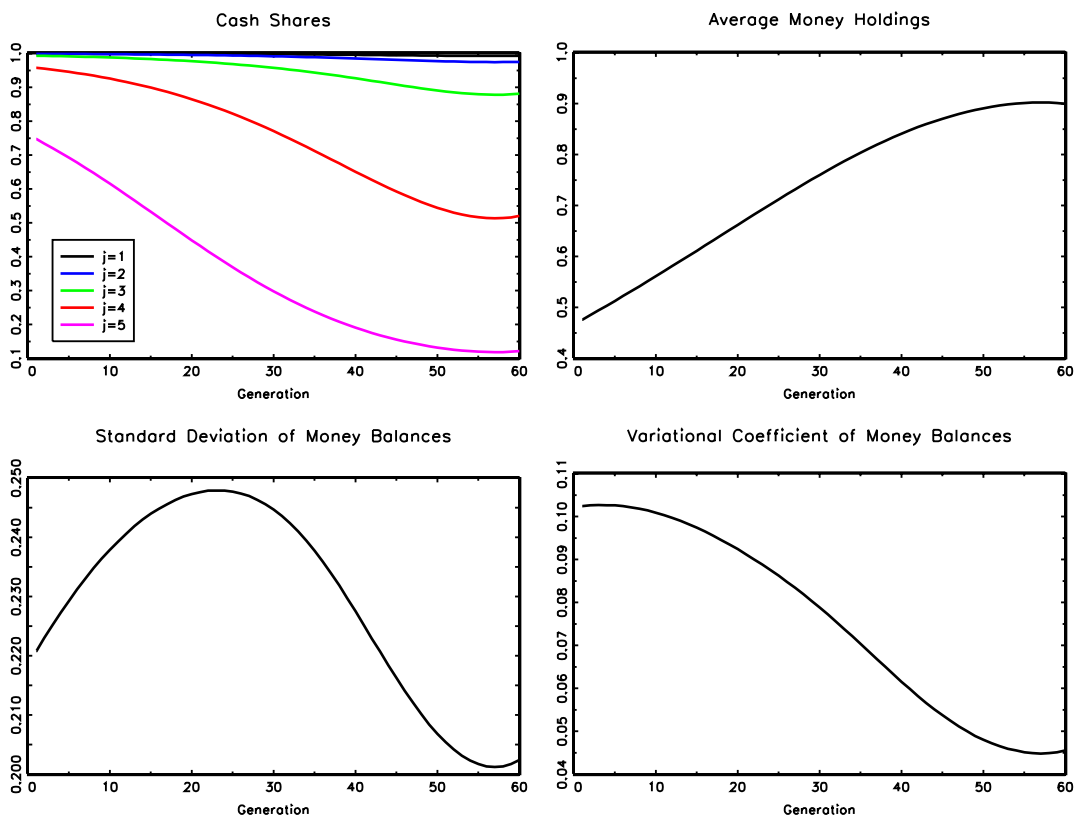 Cash Shares
1.0
0.9
0.8
0.7
0.6
0.5
0.4
0.3
0.2
0.1
j=1
j=2
j=3
j=4
j=5
0 10 20 30 40 50 60
Generation
Average Money Holdings
1.0
0.9
0.8
0.7
0.6
0.5
0.4
0 10 20 30 40 50 60
Generation
Standard Deviation of Money Balances
0.250
0.240
0.230
0.220
0.210
0.200
0 10 20 30 40 50 60
Generation
Variational Coefficient of Money Balances
0.11
0.10
0.09
0.08
0.07
0.06
0.05
0.04
0 10 20 30 40 50 60
Generation